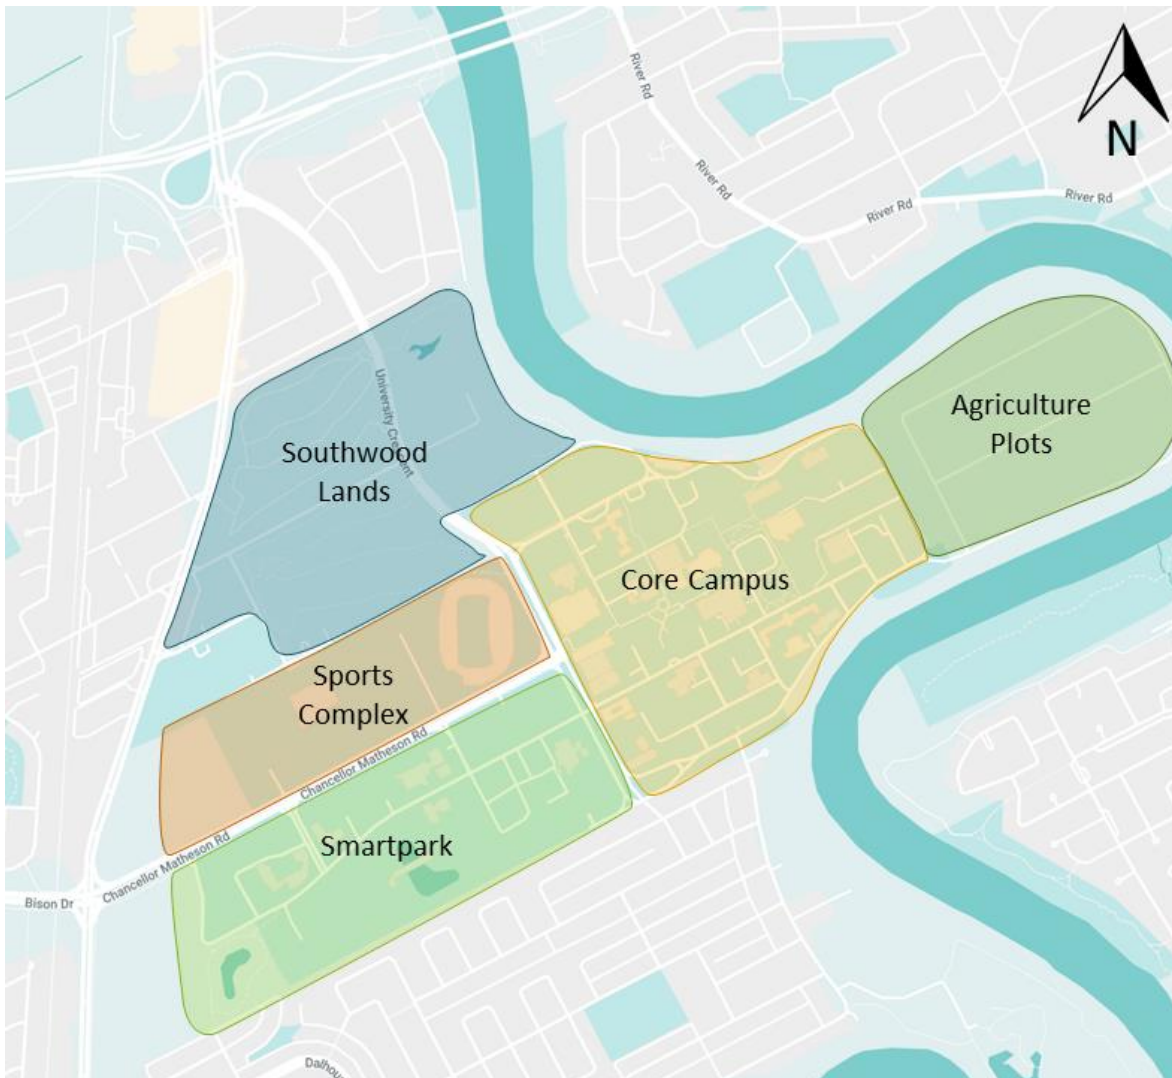 River Rd
River Rd
River Rd
River Rd
N
University Crescent
Agriculture
Plots
Southwood
Lands
Core Campus
Sports
Complex
Chancellor Matheson Rd
Smartpark
Chancellor Matheson Rd
Bison Dr